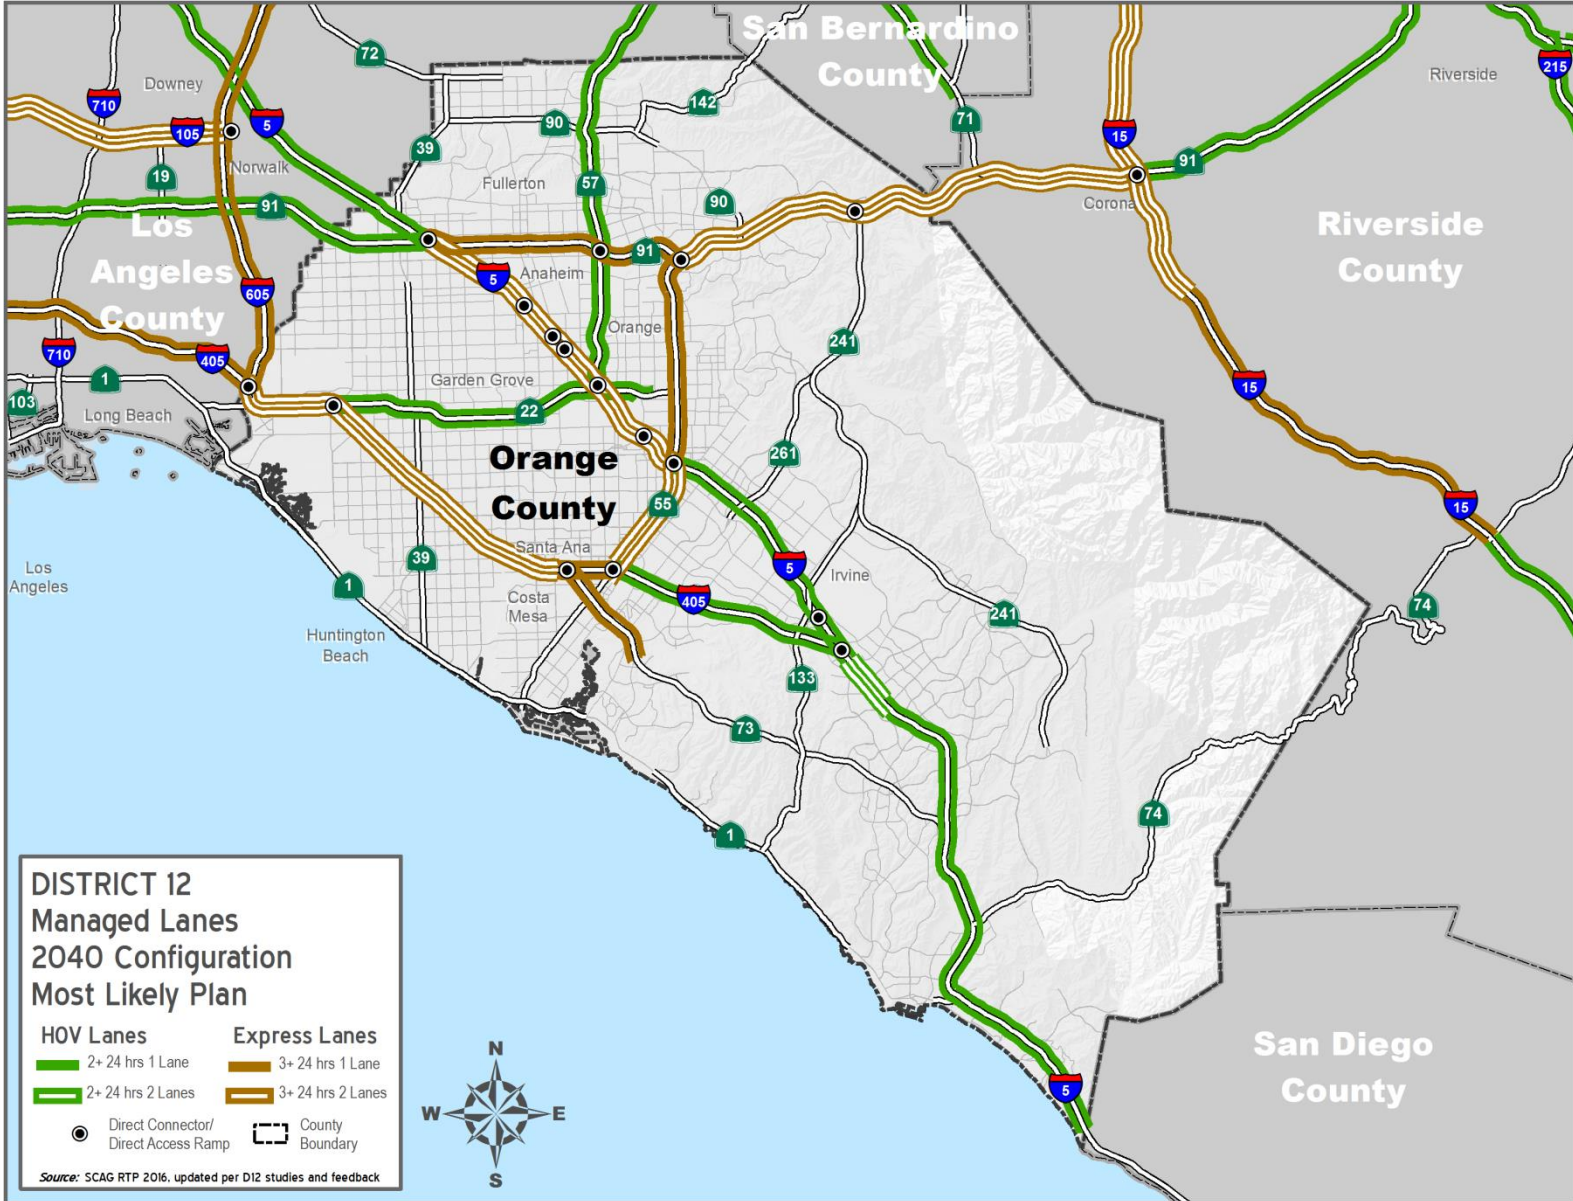 San Bernardino
County
72
Downey
710
5
105
Norwalk
19
39
90
142
71
15
Riverside
215
91
Fullerton
57
90
91
Corona
Los
Angeles
County
Riverside
County
605
Anaheim
5
91
Orange
405
710
1
103
Long Beach
Garden Grove
22
241
15
261
Orange
County
55
15
Santa Ana
39
1
Los
Angeles
Costa
Mesa
405
5
Irvine
241
74
Huntington
Beach
133
73
74
1
San Diego
County
5
DISTRICT 12
Managed Lanes
2040 Configuration
Most Likely Plan
HOV Lanes
Express Lanes
2+ 24 hrs 1 Lane
3+ 24 hrs 1 Lane
2+ 24 hrs 2 Lanes
3+ 24 hrs 2 Lanes
Direct Connector/
Direct Access Ramp
County
Boundary
Source: SCAG RTP 2016, updated per D12 studies and feedback
N
W
E
S